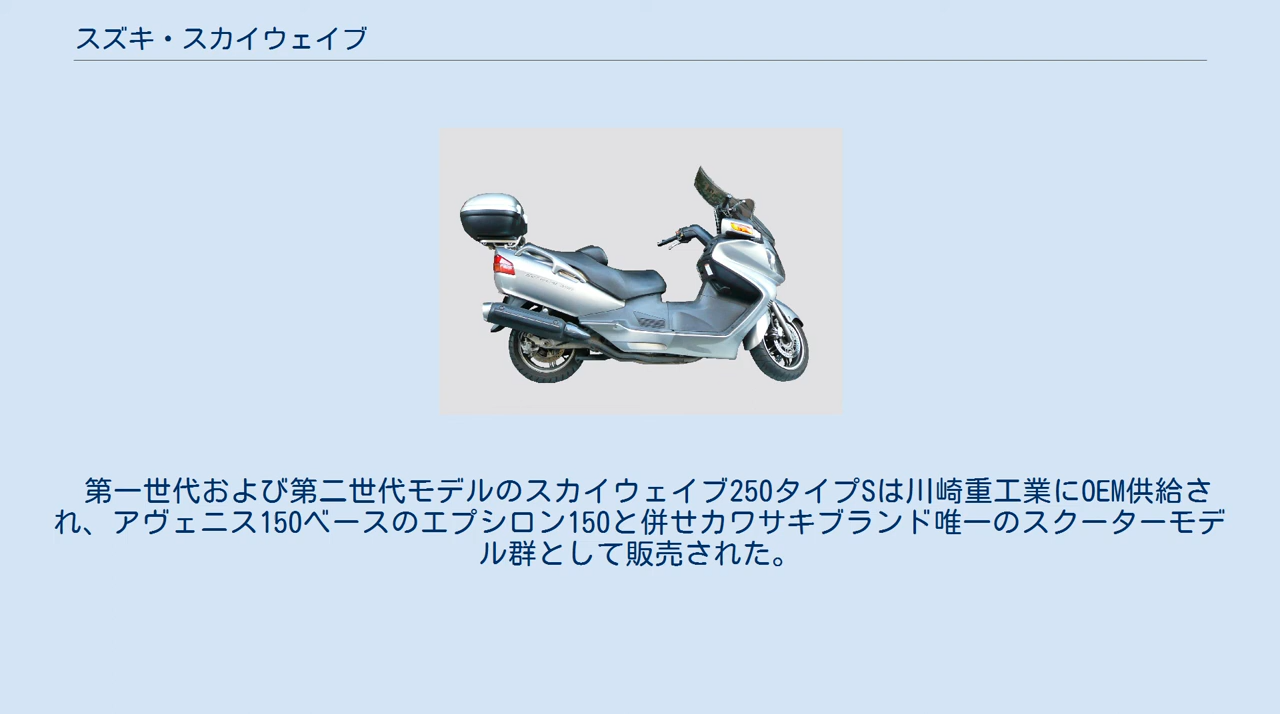 スズキ・スカイウェイブ
第一世代および第二世代モデルのスカイウェイブ250タイプSは川崎重工業にOEM供給さ
れ、アヴェニス150ベースのエプシロン150と併せカワサキブランド唯一のスクーターモデ
ル群として販売された。